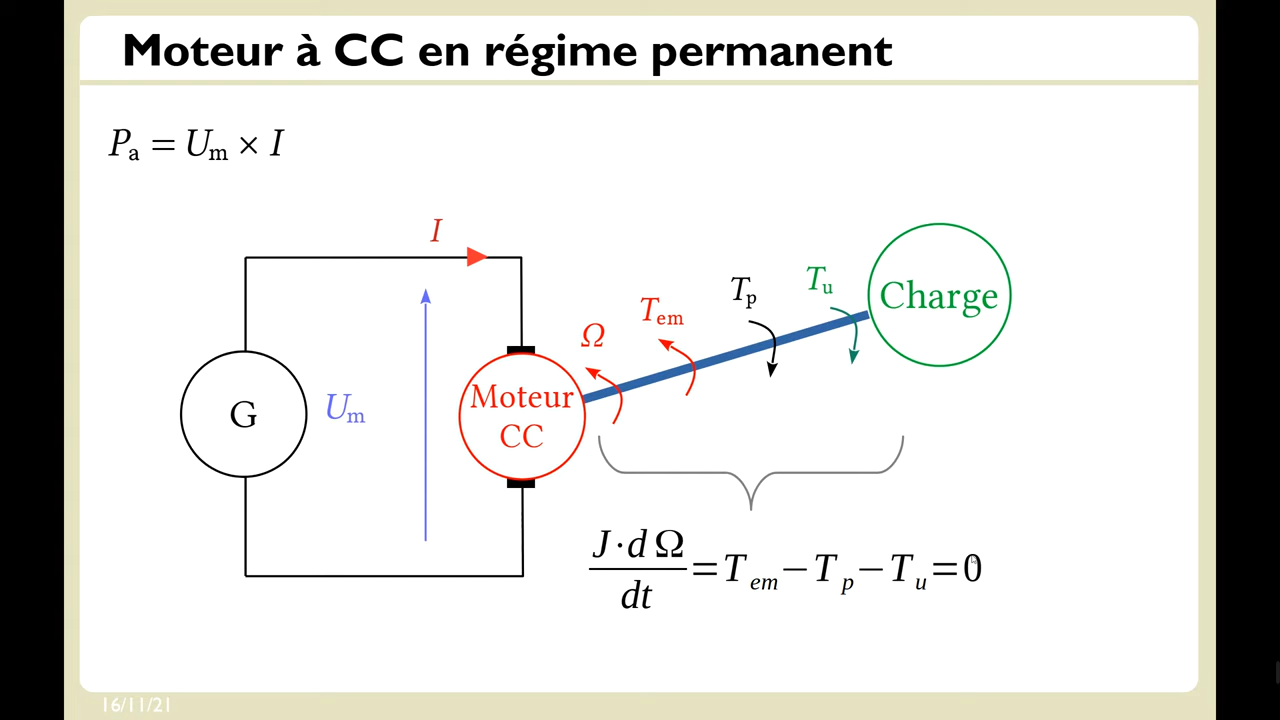 Moteur à CC en régime permanent
Pa = Um × I
I
Tu
Charge
Tp
Tem
Ω
Moteur
CC
G
Um
J·d Ω
dt
=Tem−Tp−Tu=0
16/11/21